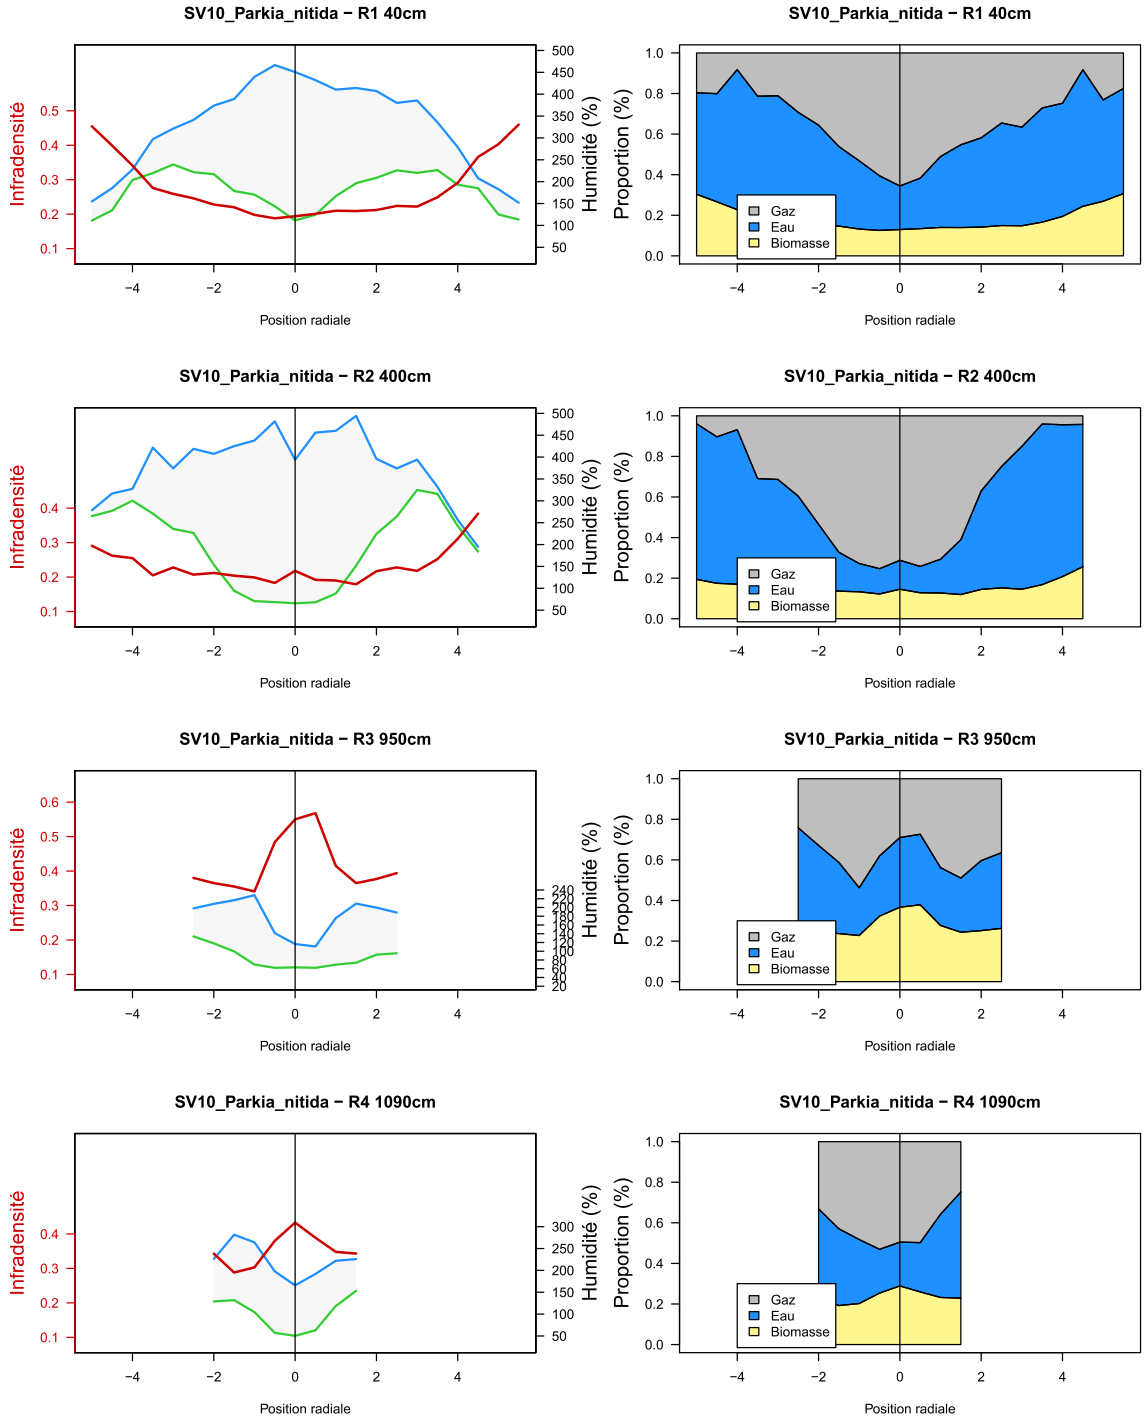 SV10_Parkia_nitida − R1 40cm
Infradensité
0.5
0.4
0.3
0.2
0.1
500
450
400
350
300
250
200
150
100
50
Humidité (%)
−4 −2 0 2 4
Position radiale
SV10_Parkia_nitida − R1 40cm
Proportion (%)
1.0
0.8
0.6
0.4
0.2
0.0
Gaz
Eau
Biomasse
−4 −2 0 2 4
Position radiale
SV10_Parkia_nitida − R2 400cm
Infradensité
0.4
0.3
0.2
0.1
500
450
400
350
300
250
200
150
100
50
Humidité (%)
−4 −2 0 2 4
Position radiale
SV10_Parkia_nitida − R2 400cm
Proportion (%)
1.0
0.8
0.6
0.4
0.2
0.0
Gaz
Eau
Biomasse
−4 −2 0 2 4
Position radiale
SV10_Parkia_nitida − R3 950cm
Infradensité
0.6
0.5
0.4
0.3
0.2
0.1
240
220
200
180
160
140
120
100
80
60
40
20
Humidité (%)
−4 −2 0 2 4
Position radiale
SV10_Parkia_nitida − R3 950cm
Proportion (%)
1.0
0.8
0.6
0.4
0.2
0.0
Gaz
Eau
Biomasse
−4 −2 0 2 4
Position radiale
SV10_Parkia_nitida − R4 1090cm
Infradensité
0.4
0.3
0.2
0.1
300
250
200
150
100
50
Humidité (%)
−4 −2 0 2 4
Position radiale
SV10_Parkia_nitida − R4 1090cm
Proportion (%)
1.0
0.8
0.6
0.4
0.2
0.0
Gaz
Eau
Biomasse
−4 −2 0 2 4
Position radiale